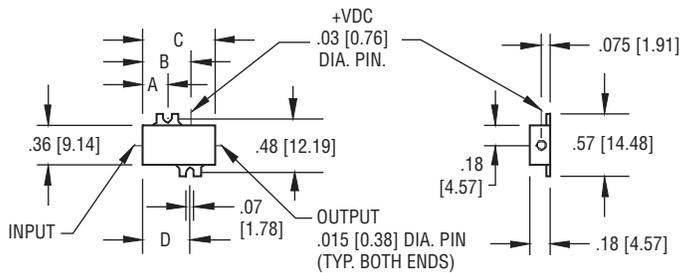 +VDC
.03 [0.76]
DIA. PIN.
C
B
A
.075 [1.91]
.36 [9.14]
.48 [12.19]
.18
[4.57]
.57 [14.48]
.07
[1.78]
INPUT
D
OUTPUT
.015 [0.38] DIA. PIN
(TYP. BOTH ENDS)
.18 [4.57]